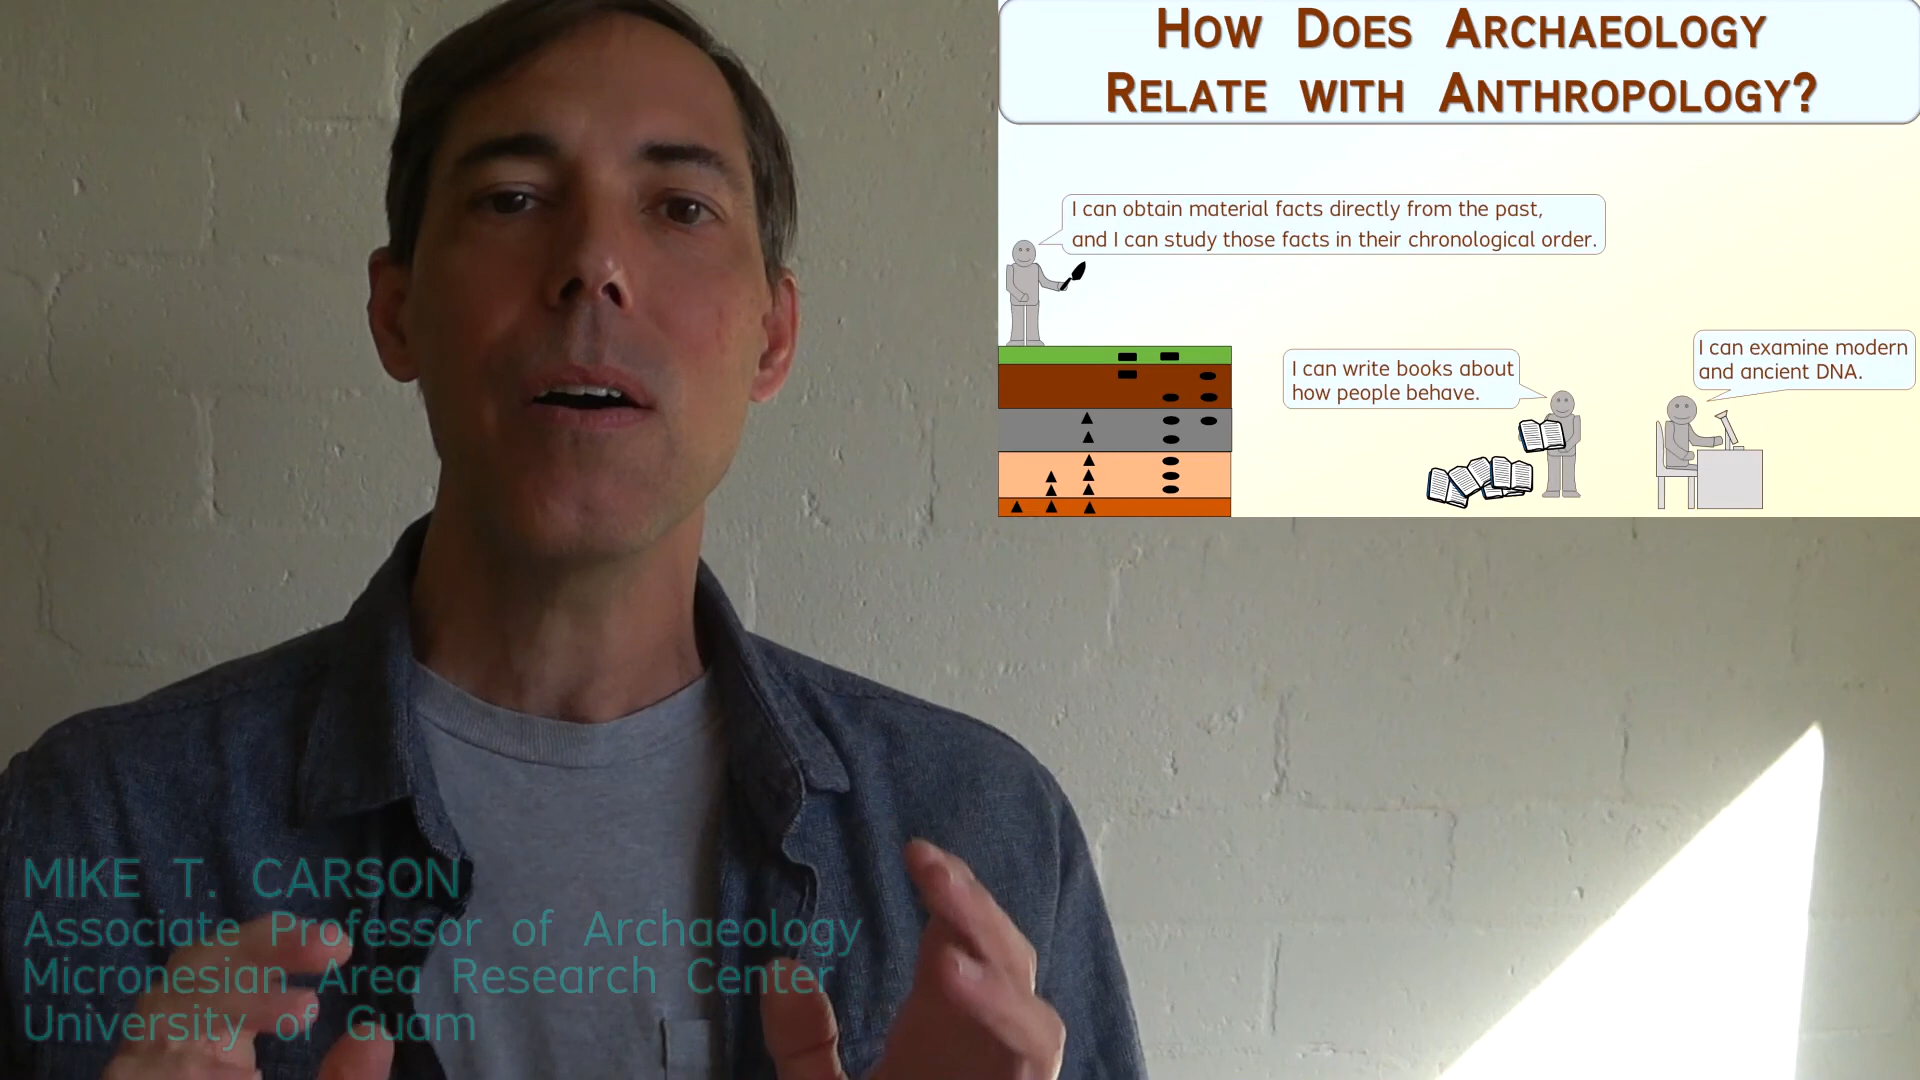 HOW DOES ARCHAEOLOGY
RELATE WITH ANTHROPOLOGY?
I can obtain material facts directly from the past,
and I can study those facts in their chronological order.
I can write books about
how people behave.
I can examine modern
and ancient DNA.
MIKE T. CARSON
Associate Professor of Archaeology
Micronesian Area Research Center
University of Guam